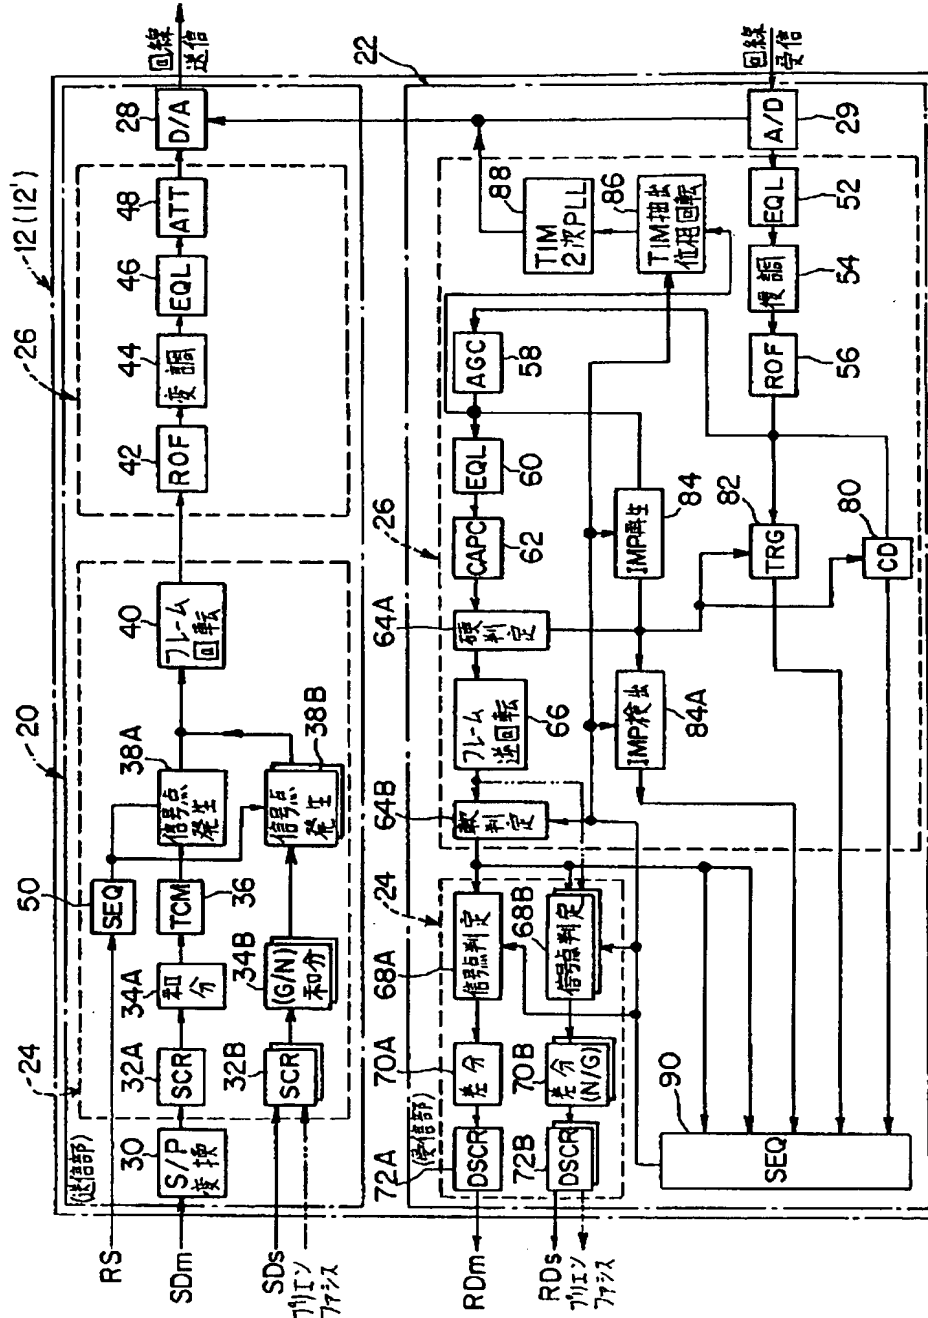 12(12')
20
(送信部)
24
26
RS
SDm
SDs
プリエン
ファシス
30
S/P
変換
32A
SCR
32B
SCR
34A
和
分
34B
(G/N)
和分
50
SEQ
36
TCM
38A
信号点
発生
38B
信号点
発生
40
フレーム
回転
42
ROF
44
変調
46
EQL
48
ATT
28
D/A
回線
送信
22
(受信部)
24
26
RDm
RDs
プリエン
ファシス
72A
DSCR
72B
DSCR
70A
差
分
70B
差分
(N/G)
68A
信号点判定
68B
信号点判定
64B
軟
判
定
66
フレーム
逆回転
64A
硬
判
定
62
CAPC
60
EQL
58
AGC
88
TIM
2次PLL
86
TIM抽出
位相回転
84
IMP再生
84A
IMP検出
82
TRG
80
CD
90
SEQ
56
ROF
54
復調
52
EQL
29
A/D
回線
受信